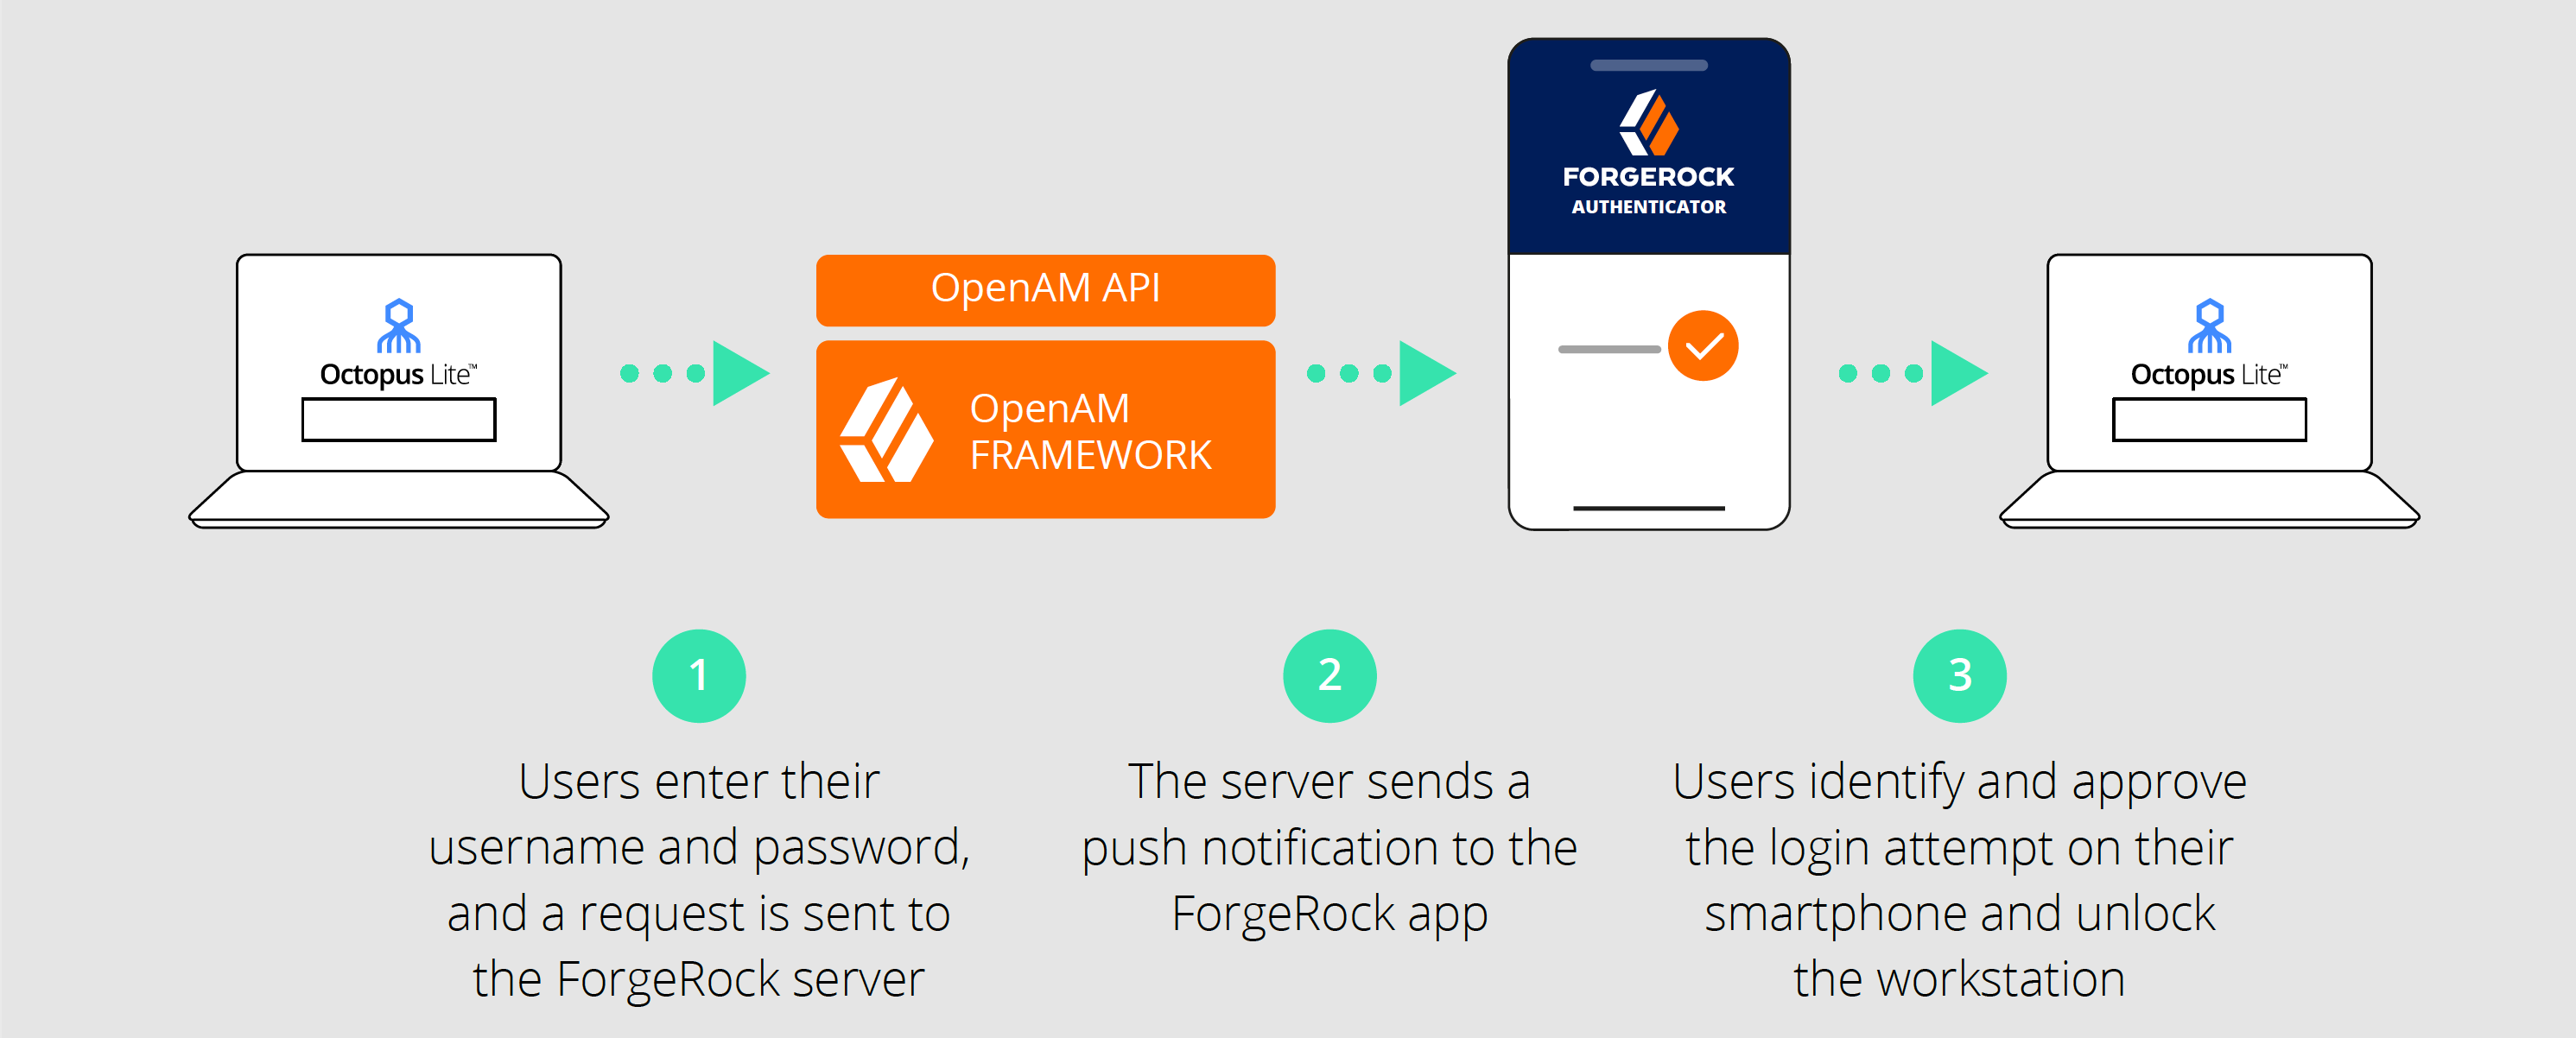 FORGEROCK
AUTHENTICATOR
Octopus Lite™
OpenAM API
OpenAM
FRAMEWORK
Octopus Lite™
1
Users enter their
username and password,
and a request is sent to
the ForgeRock server
2
The server sends a
push notification to the
ForgeRock app
3
Users identify and approve
the login attempt on their
smartphone and unlock
the workstation